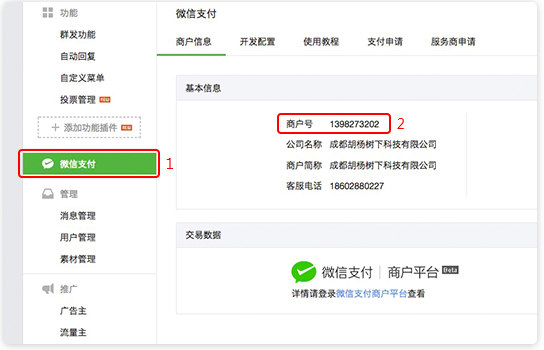 功能
群发功能
自动回复
自定义菜单
投票管理
+ 添加功能插件
1
微信支付
管理
消息管理
用户管理
素材管理
推广
广告主
流量主
微信支付
商户信息 开发配置 使用教程 支付申请 服务商申请
基本信息
商户号 1398273202 2
公司名称 成都胡杨树下科技有限公司
商户简称 成都胡杨树下科技有限公司
客服电话 18602880227
交易数据
微信支付 | 商户平台 Beta
详情请登录微信支付商户平台查看